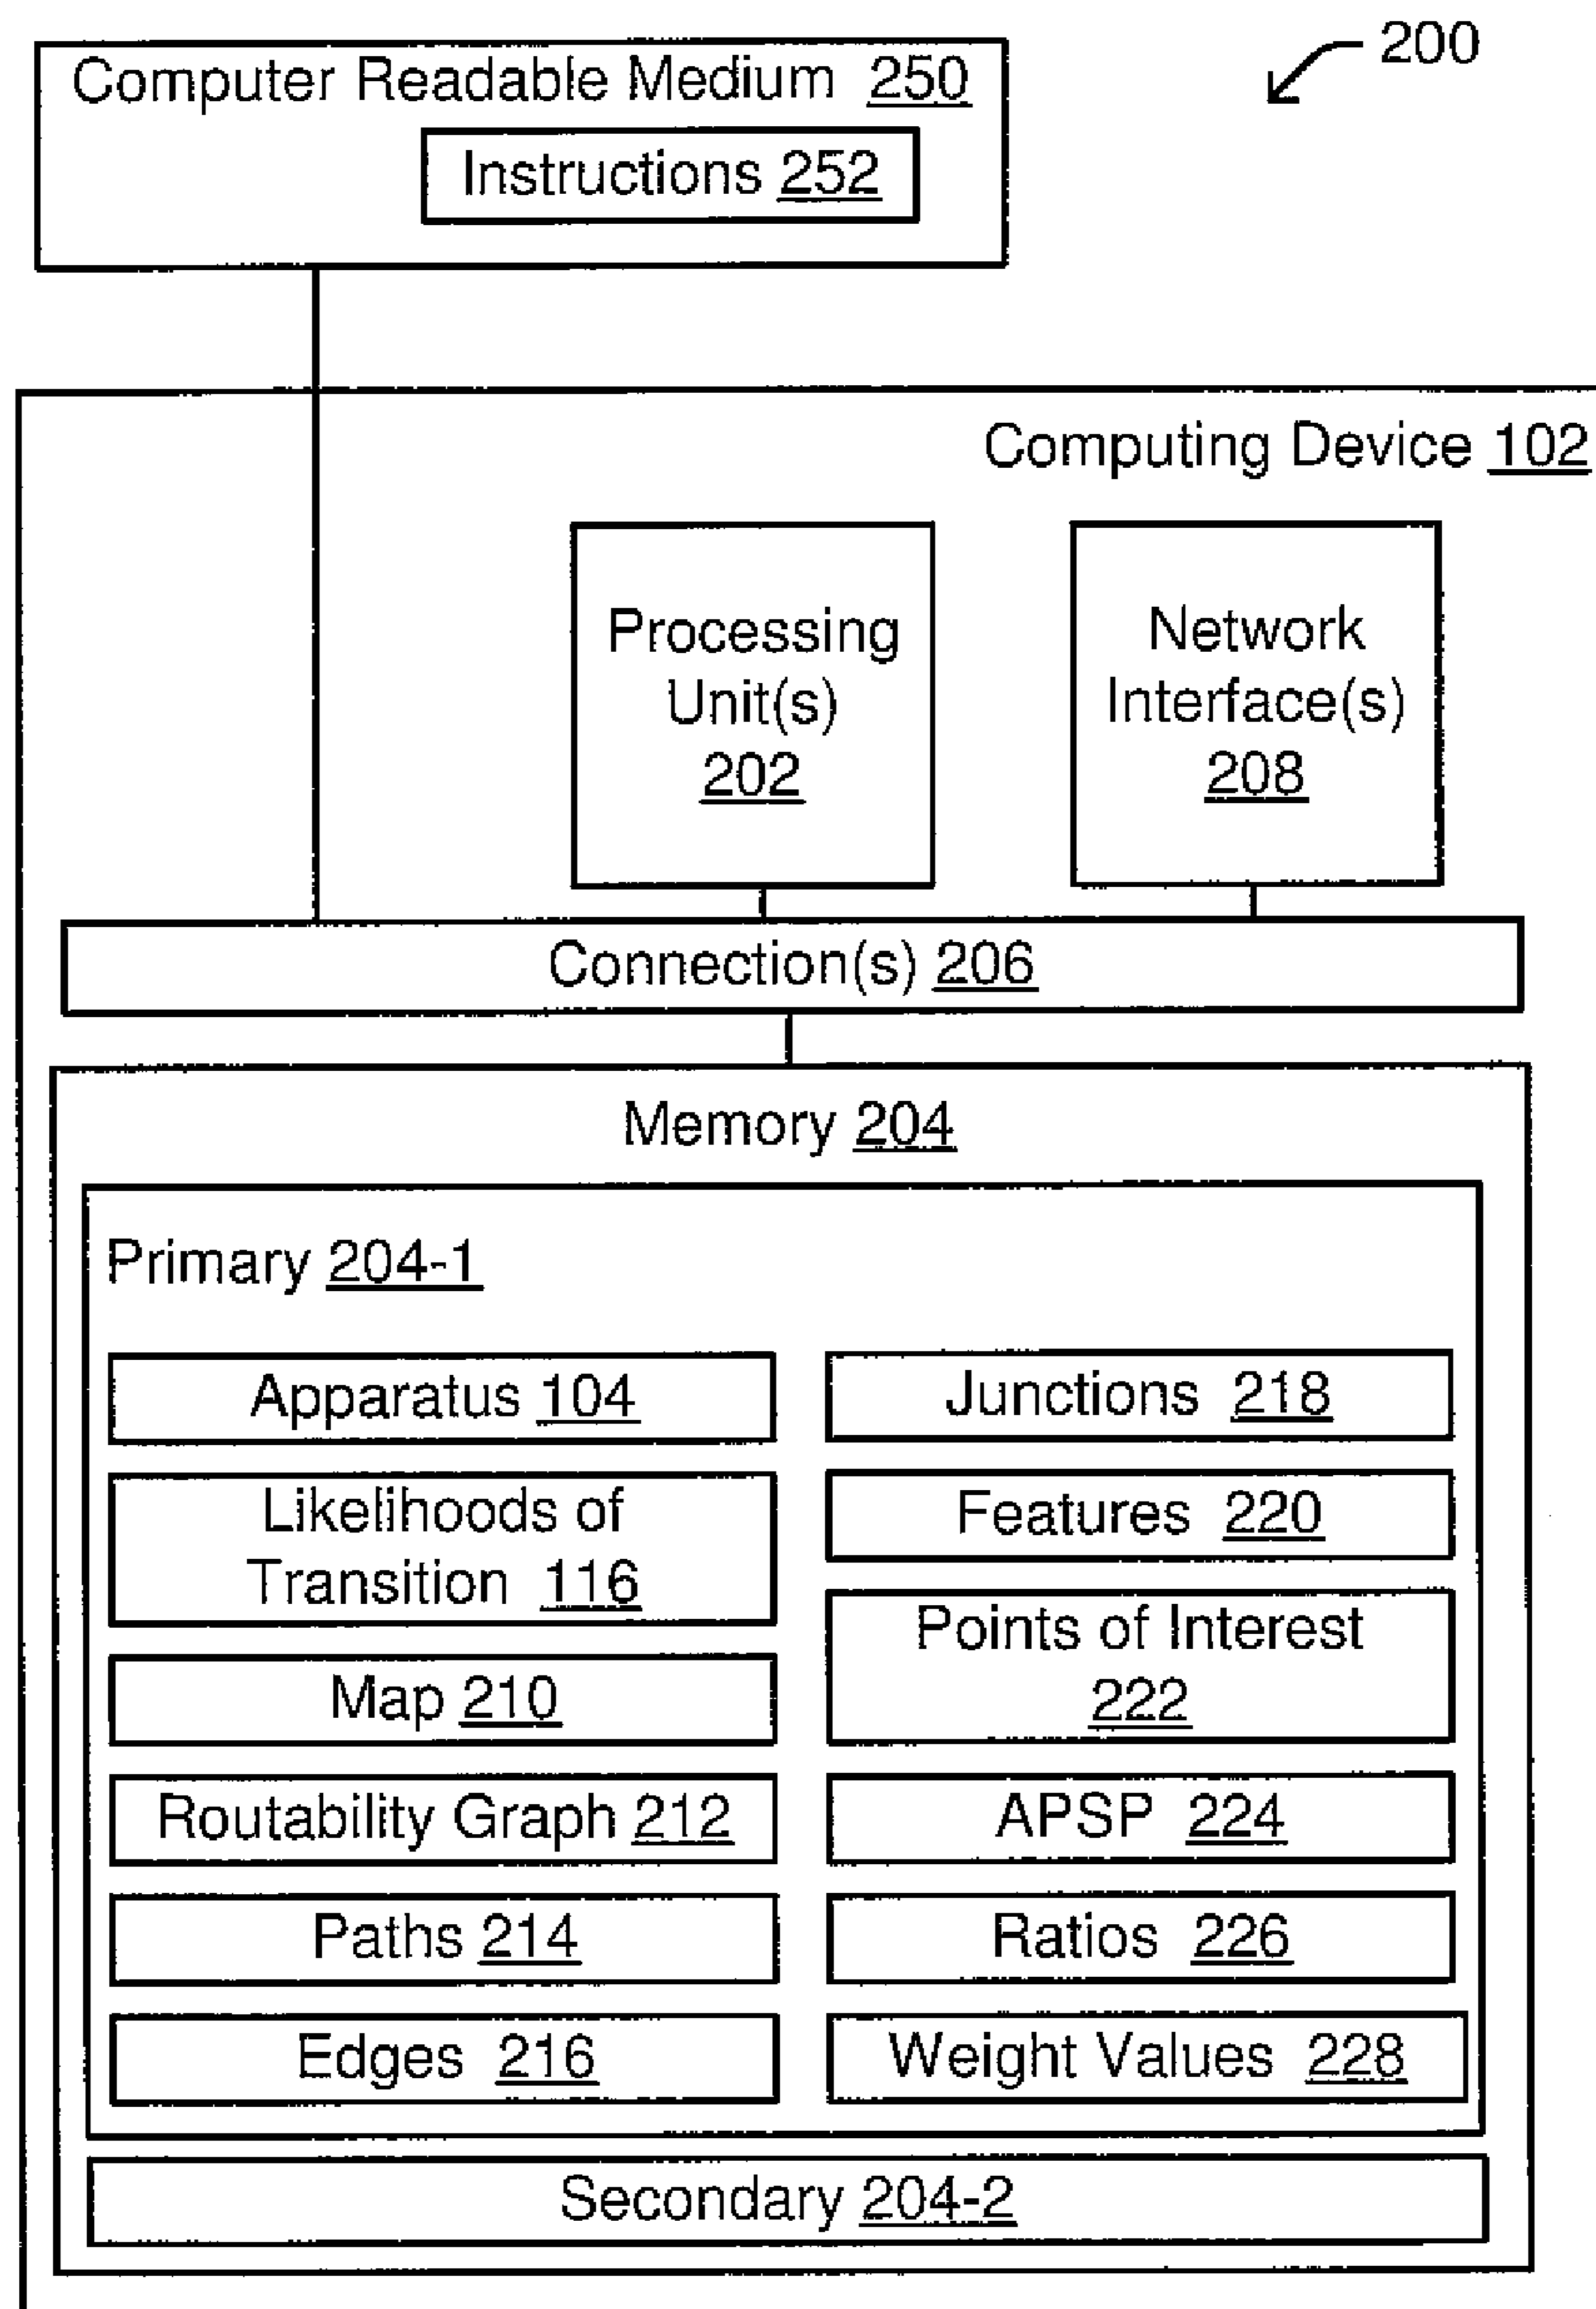 200
Computer Readable Medium 250
Instructions 252
Computing Device 102
Processing
Unit(s)
202
Network
Interface(s)
208
Connection(s) 206
Memory 204
Primary 204-1
Apparatus 104
Likelihoods of
Transition 116
Map 210
Routability Graph 212
Paths 214
Edges 216
Junctions 218
Features 220
Points of Interest
222
APSP 224
Ratios 226
Weight Values 228
Secondary 204-2